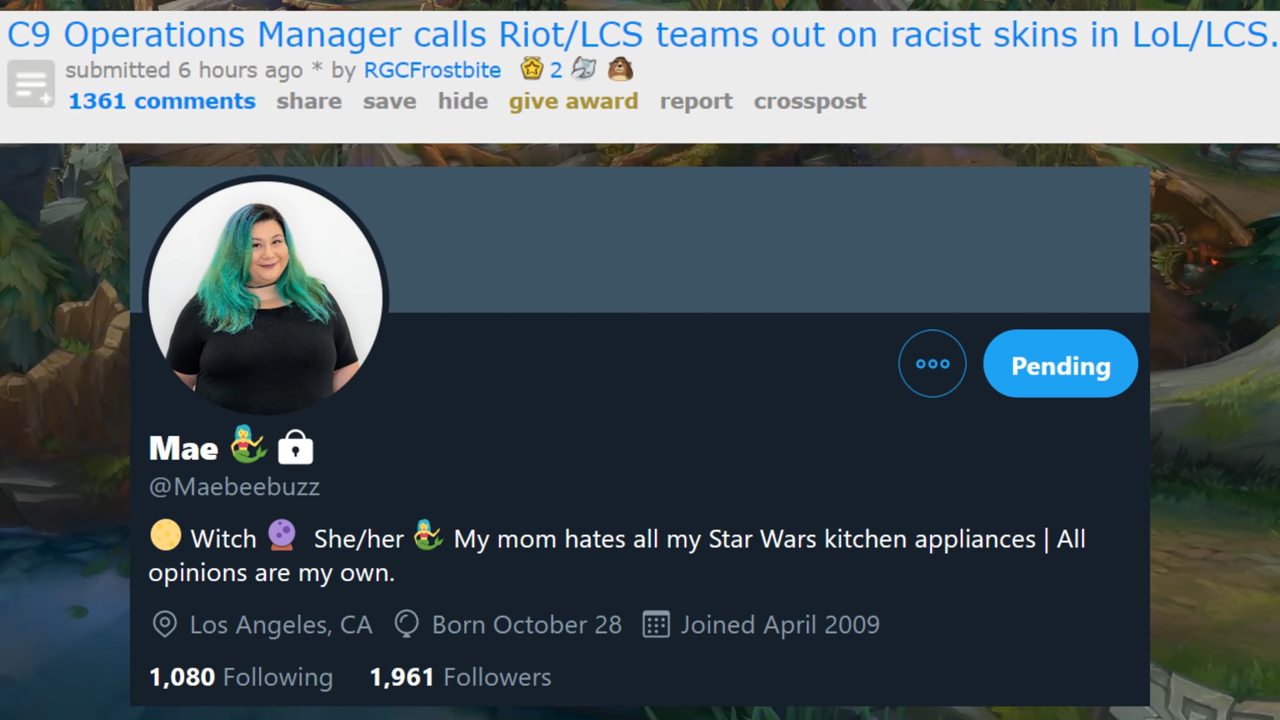 C9 Operations Manager calls Riot/LCS teams out on racist skins in LoL/LCS.
submitted 6 hours ago * by RGCFrostbite 2
1361 comments share save hide give award report crosspost
Pending
Mae
@Maebeebuzz
Witch She/her My mom hates all my Star Wars kitchen appliances | All
opinions are my own.
Los Angeles, CA Born October 28 Joined April 2009
1,080 Following 1,961 Followers